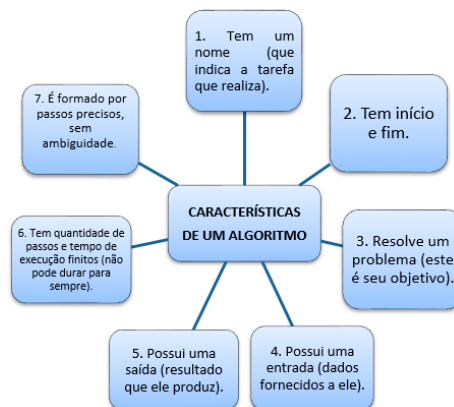 1. Tem um
nome (que
indica a tarefa
que realiza).
2. Tem início
e fim.
3. Resolve um
problema (este
é seu objetivo).
4. Possui uma
entrada (dados
fornecidos a ele).
5. Possui uma
saída (resultado
que ele produz).
6. Tem quantidade de
passos e tempo de
execução finitos (não
pode durar para
sempre).
7. É formado por
passos precisos,
sem
ambiguidade.
CARACTERÍSTICAS
DE UM ALGORITMO